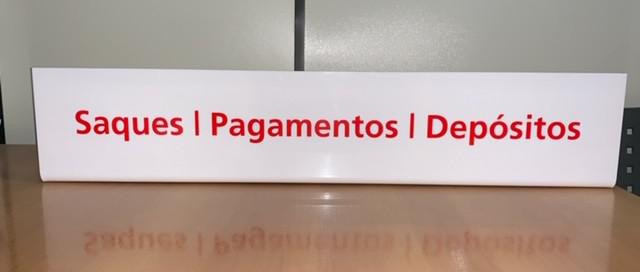 Saques | Pagamentos | Depósitos